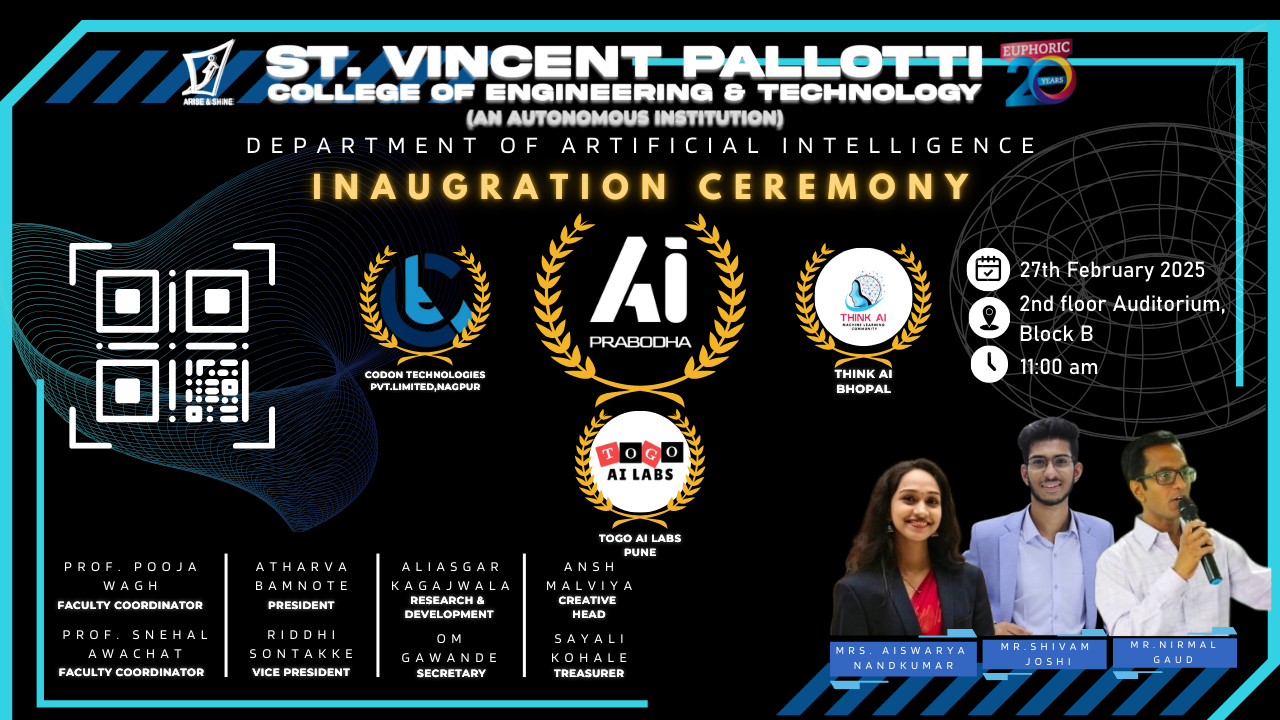 ARISE & SHINE
ST. VINCENT PALLOTTI
COLLEGE OF ENGINEERING & TECHNOLOGY
(AN AUTONOMOUS INSTITUTION)
EUPHORIC
20
YEARS
DEPARTMENT OF ARTIFICIAL INTELLIGENCE
INAUGRATION CEREMONY
CODON TECHNOLOGIES
PVT.LIMITED,NAGPUR
Ai
PRABODHA
THINK AI
MACHINE LEARNING
COMMUNITY
THINK AI
BHOPAL
27th February 2025
2nd floor Auditorium,
Block B
11:00 am
TOGO
AI LABS
TOGO AI LABS
PUNE
PROF. POOJA
WAGH
FACULTY COORDINATOR
ATHARVA
BAMNOTE
PRESIDENT
ALIASGAR
KAGAJWALA
RESEARCH &
DEVELOPMENT
ANSH
MALVIYA
CREATIVE
HEAD
PROF. SNEHAL
AWACHAT
FACULTY COORDINATOR
RIDDHI
SONTAKKE
VICE PRESIDENT
OM
GAWANDE
SECRETARY
SAYALI
KOHALE
TREASURER
MRS. AISWARYA
NANDKUMAR
MR.SHIVAM
JOSHI
MR.NIRMAL
GAUD